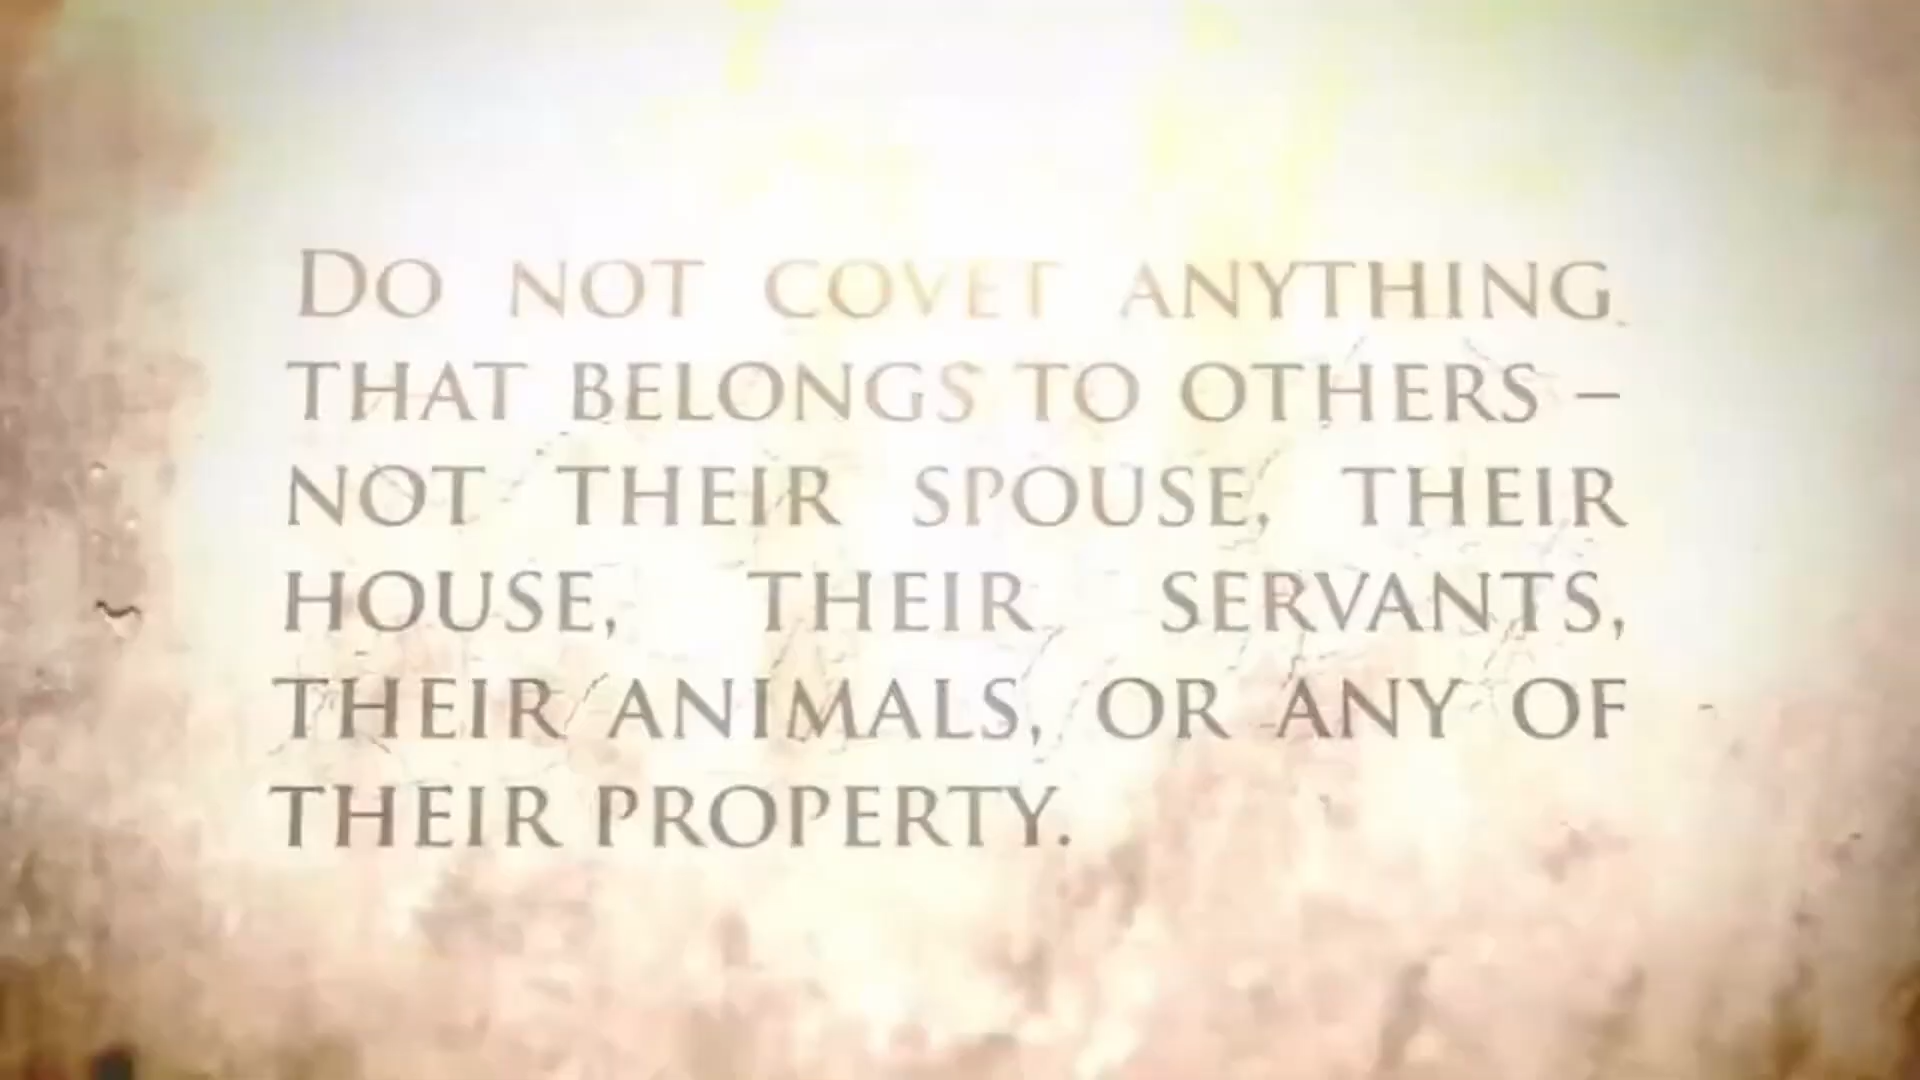 DO NOT COVET ANYTHING
THAT BELONGS TO OTHERS –
NOT THEIR SPOUSE, THEIR
HOUSE, THEIR SERVANTS,
THEIR ANIMALS, OR ANY OF
THEIR PROPERTY.